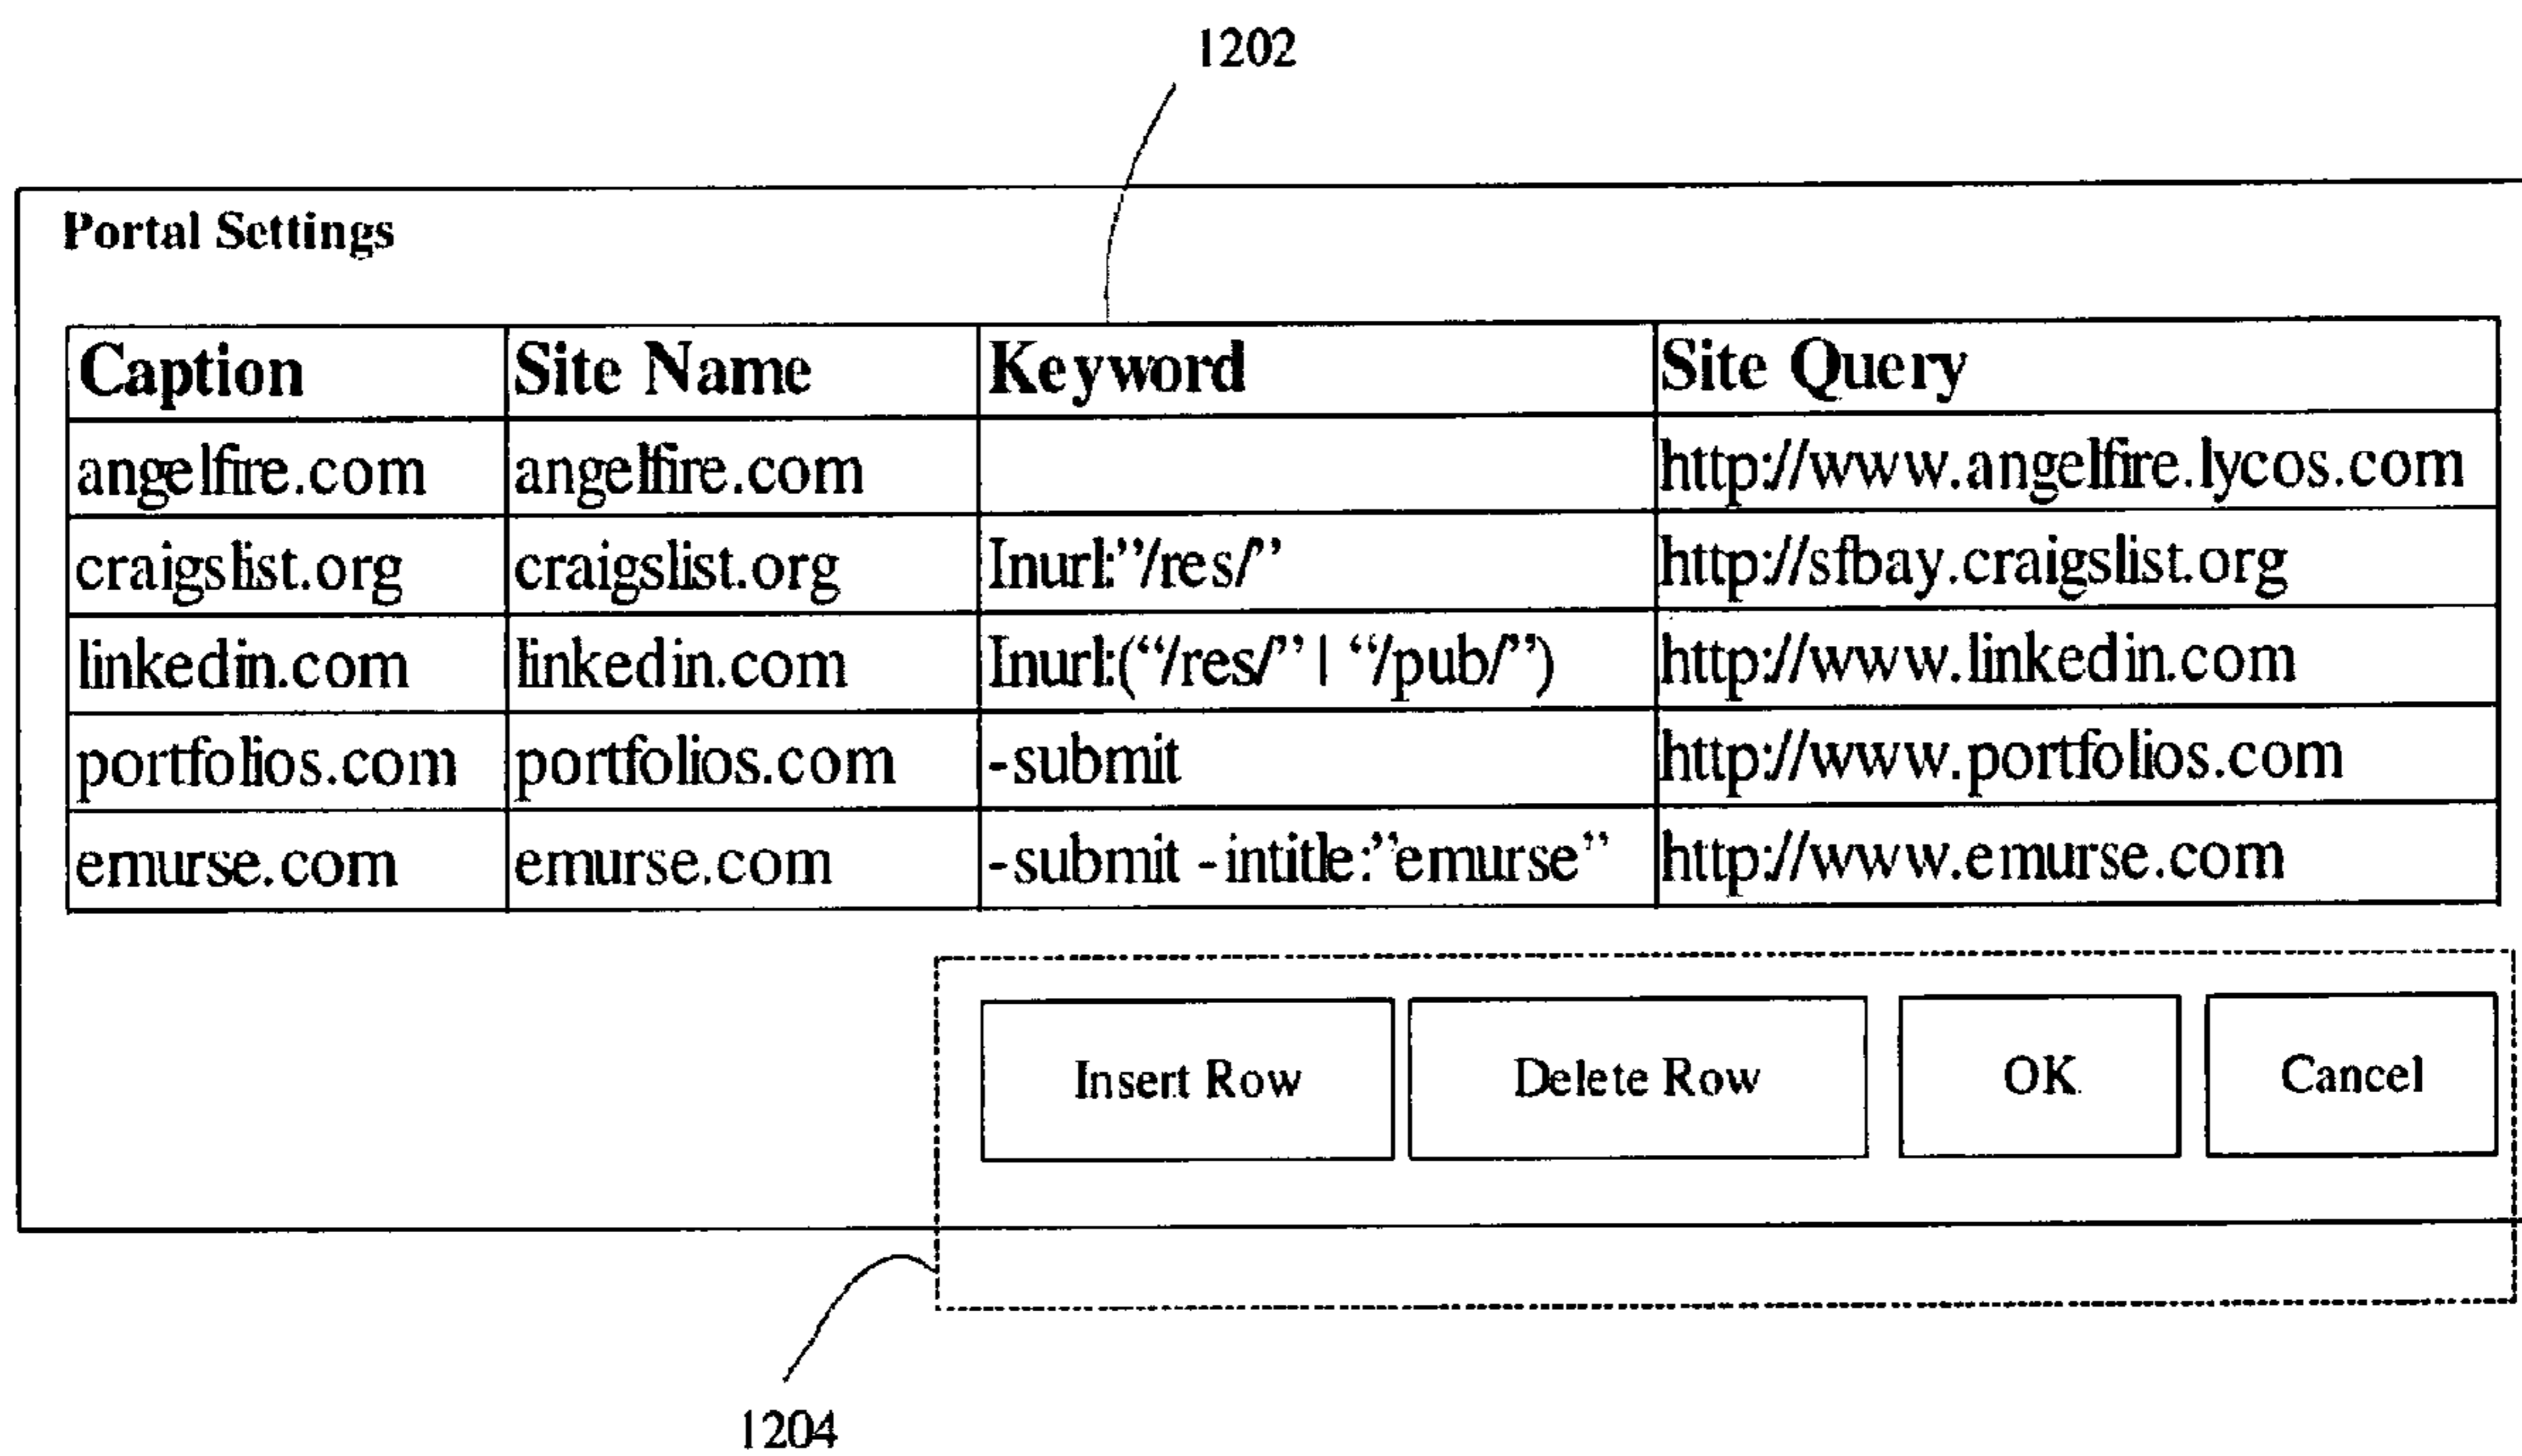 1202
Portal Settings
Caption Site Name Keyword Site Query
angelfire.com angelfire.com http://www.angelfire.lycos.com
craigslist.org craigslist.org Inurl:”/res/” http://sfbay.craigslist.org
linkedin.com linkedin.com Inurl:(“/res/” | “/pub/”) http://www.linkedin.com
portfolios.com portfolios.com -submit http://www.portfolios.com
emurse.com emurse.com -submit -intitle:”emurse” http://www.emurse.com
Insert Row Delete Row OK Cancel
1204